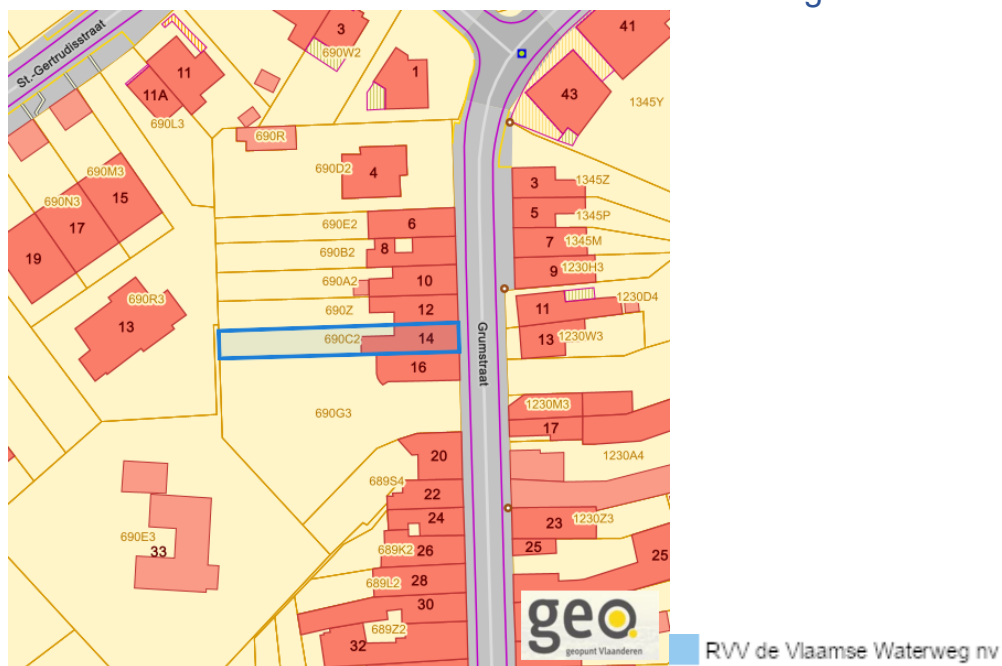 g
St.-Gertrudisstraat
3
690W2
1
41
43
1345Y
11
11A
690L3
690R
690D2
4
690M3
15
690N3
17
19
3
1345Z
5
1345P
7
1345M
9
1230H3
690E2
6
690B2
8
690A2
10
690Z
12
690C2
14
16
690R3
13
11
1230D4
13
1230W3
Grumstraat
690G3
1230M3
17
1230A4
20
689S4
22
24
689K2
26
689L2
28
30
689Z2
32
690E3
33
23
1230Z3
25
25
geo.
geopunt Vlaanderen
RVV de Vlaamse Waterweg nv